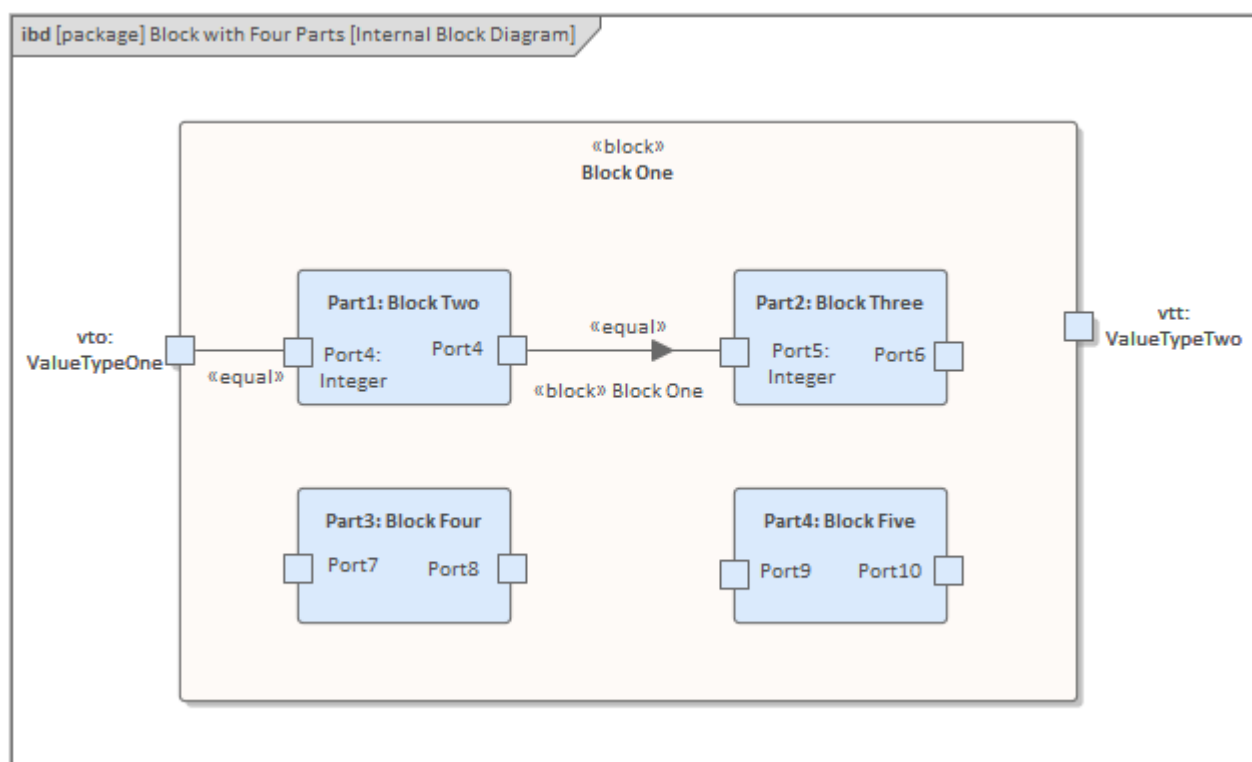 ibd [package] Block with Four Parts [Internal Block Diagram]
«block»
Block One
Part1: Block Two
Part2: Block Three
vto:
ValueTypeOne
«equal»
Port4:
Integer
Port4
«equal»
«block» Block One
Port5:
Integer
Port6
vtt:
ValueTypeTwo
Part3: Block Four
Part4: Block Five
Port7
Port8
Port9
Port10